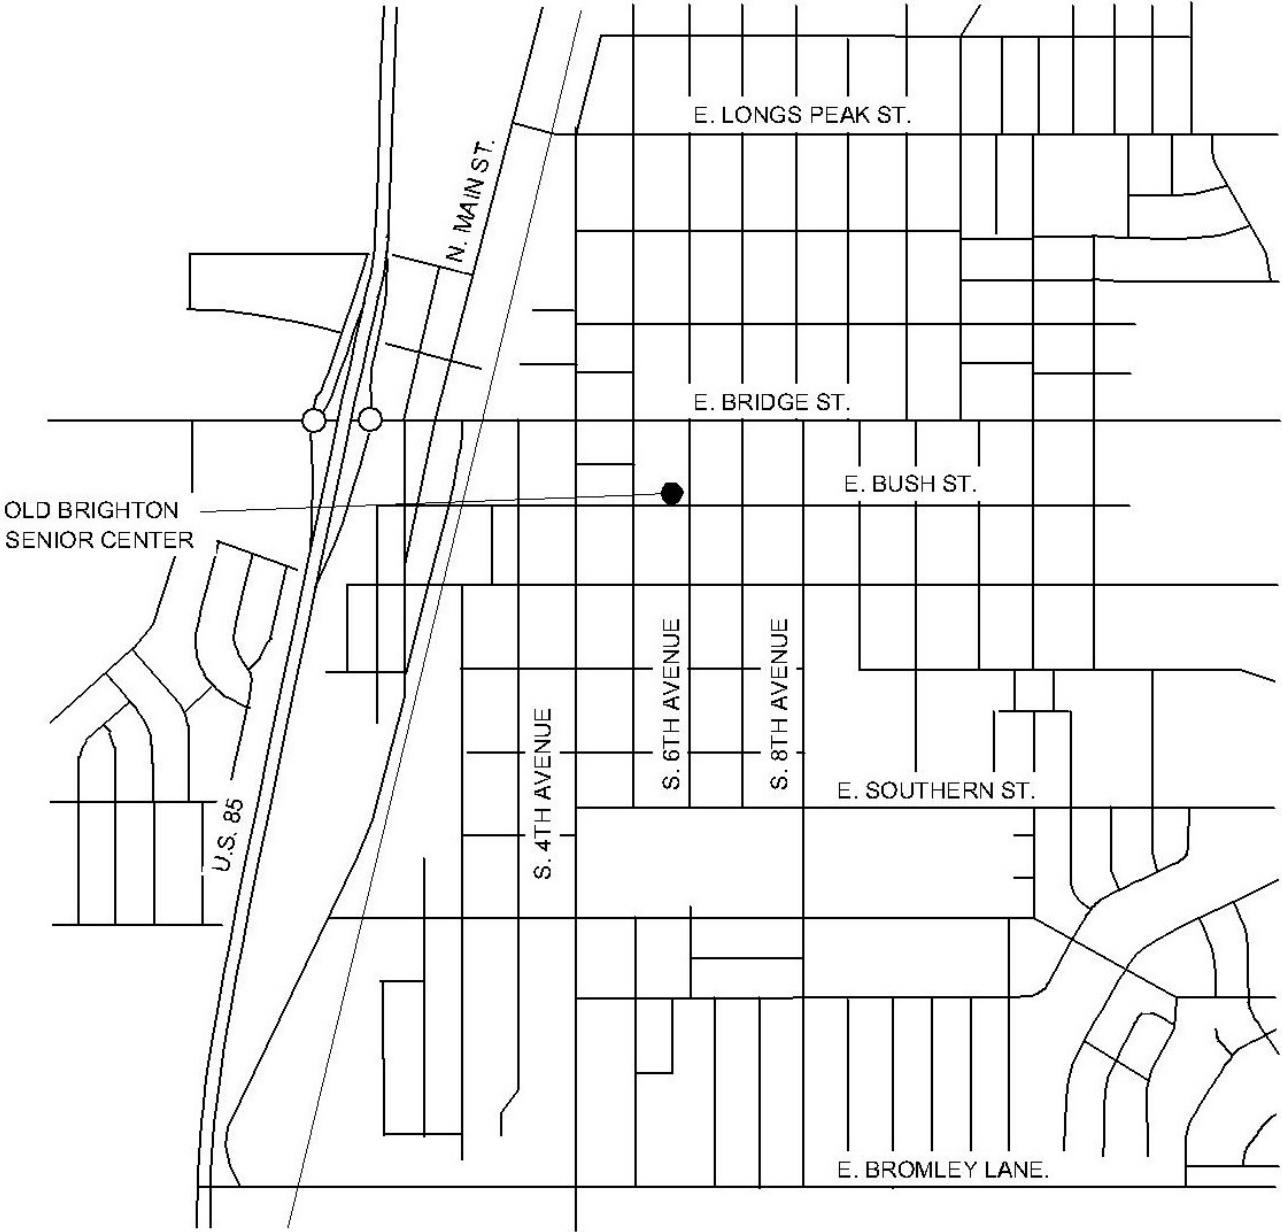 E. LONGS PEAK ST.
N. MAIN ST.
E. BRIDGE ST.
E. BUSH ST.
OLD BRIGHTON
SENIOR CENTER
S. 6TH AVENUE
S. 8TH AVENUE
S. 4TH AVENUE
E. SOUTHERN ST.
U.S. 85
E. BROMLEY LANE.